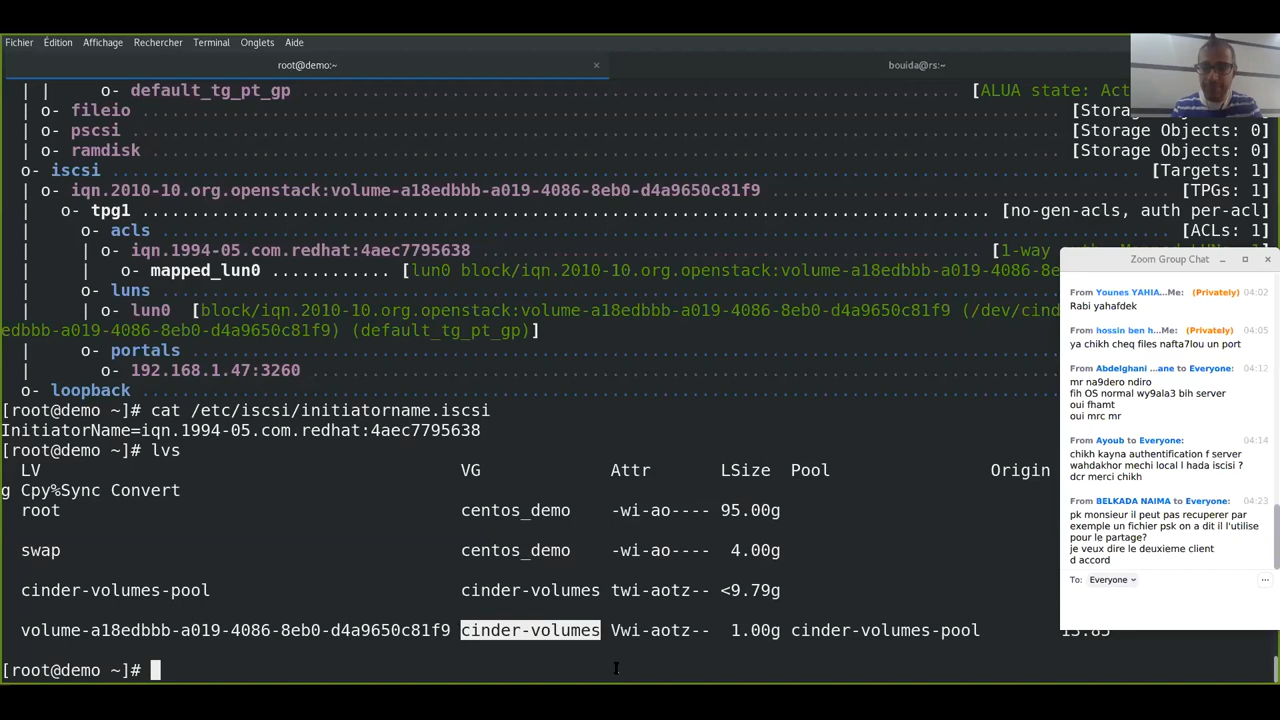 Fichier Édition Affichage Rechercher Terminal Onglets Aide
root@demo:~ × bouida@rs:~
| | o- default_tg_pt_gp ........................ [ALUA state: Act
| o- fileio ........................ [Storag
| o- pscsi ........................ [Storage Objects: 0]
| o- ramdisk ........................ [Storage Objects: 0]
o- iscsi ........................ [Targets: 1]
| o- iqn.2010-10.org.openstack:volume-a18edbbb-a019-4086-8eb0-d4a9650c81f9 ........................ [TPGs: 1]
| o- tpg1 ........................ [no-gen-acls, auth per-acl]
| o- acls ........................ [ACLs: 1]
| | o- iqn.1994-05.com.redhat:4aec7795638 ........................ [1-way
| | o- mapped_lun0 ............ [lun0 block/iqn.2010-10.org.openstack:volume-a18edbbb-a019-4086-8e
| o- luns ........................
| | o- lun0 [block/iqn.2010-10.org.openstack:volume-a18edbbb-a019-4086-8eb0-d4a9650c81f9 (/dev/cind
edbbb-a019-4086-8eb0-d4a9650c81f9) (default_tg_pt_gp)]
| o- portals ........................
| o- 192.168.1.47:3260 ........................
o- loopback ........................
[root@demo ~]# cat /etc/iscsi/initiatorname.iscsi
InitiatorName=iqn.1994-05.com.redhat:4aec7795638
[root@demo ~]# lvs
LV VG Attr LSize Pool Origin
g Cpy%Sync Convert
root centos_demo -wi-ao---- 95.00g
swap centos_demo -wi-ao---- 4.00g
cinder-volumes-pool cinder-volumes twi-aotz-- <9.79g
volume-a18edbbb-a019-4086-8eb0-d4a9650c81f9 cinder-volumes Vwi-aotz-- 1.00g cinder-volumes-pool 13.85
[root@demo ~]#
Zoom Group Chat
From Younes YAHIA...Me: (Privately) 04:02
Rabi yahafdek
From hossin ben h...Me: (Privately) 04:05
ya chikh cheq files nafta7lou un port
From Abdelghani ...ane to Everyone: 04:12
mr na9dero ndiro
fih OS normal wy9ala3 bih server
oui fhamt
oui mrc mr
From Ayoub to Everyone: 04:14
chikh kayna authentification f server
wahdakhor mechi local l hada iscisi ?
dcr merci chikh
From BELKADA NAIMA to Everyone: 04:23
pk monsieur il peut pas recuperer par
exemple un fichier psk on a dit il l'utilise
pour le partage?
je veux dire le deuxieme client
d accord
To: Everyone